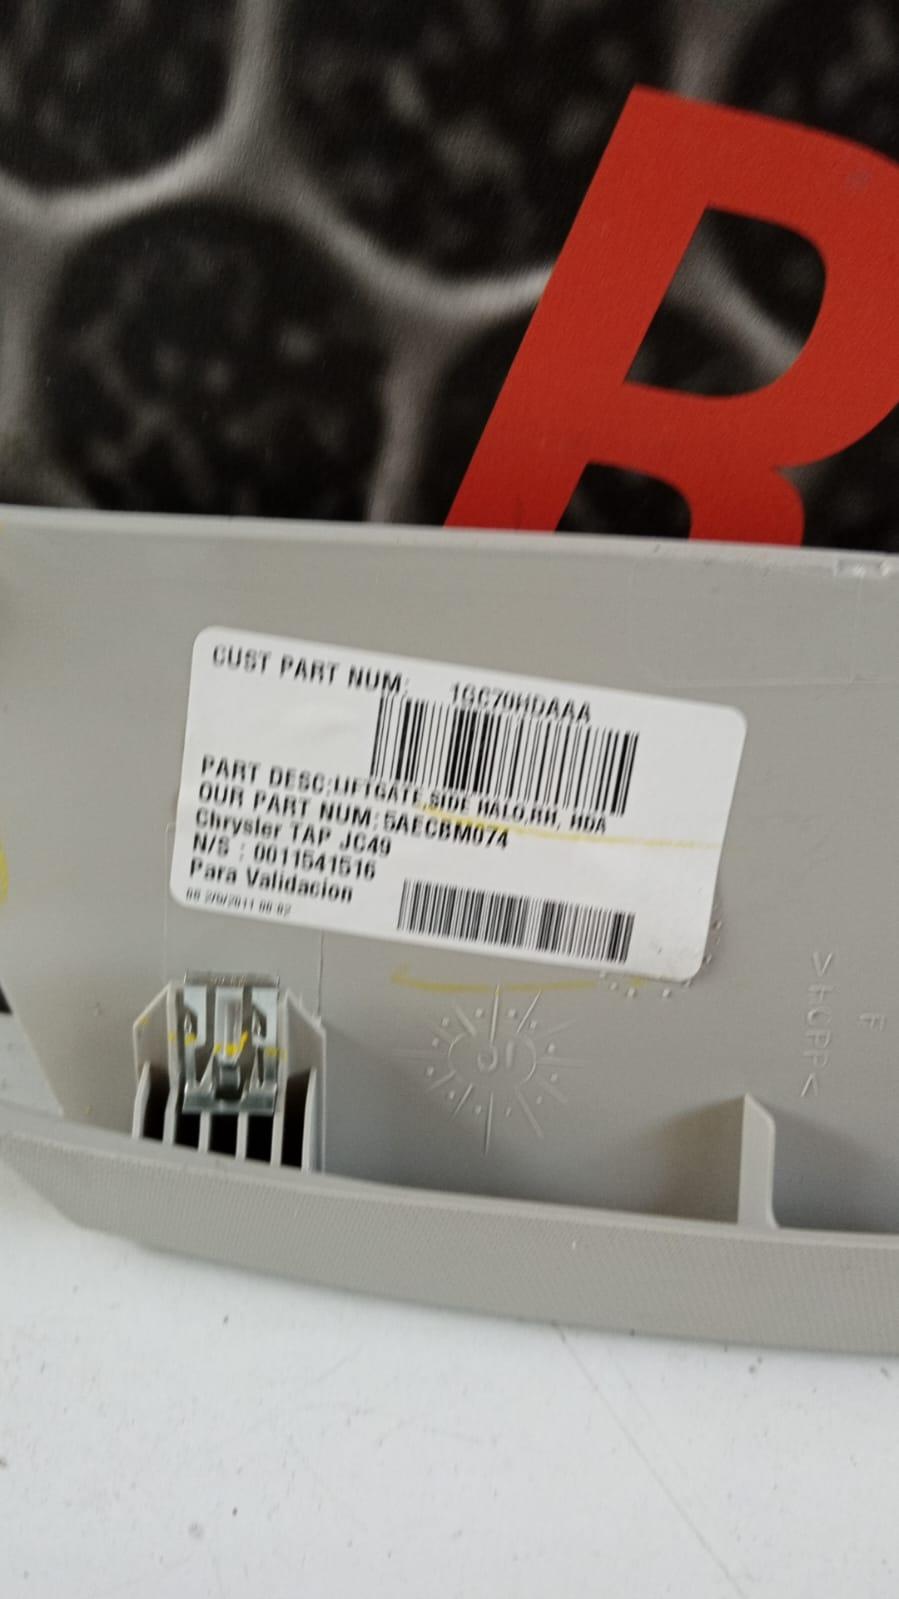 R
CUST PART NUM: 1GC70HDAAA
PART DESC:LIFTGATE SIDE HALO,RH, HDA
OUR PART NUM:5AECBM074
Chrysler TAP JC49
N/S : 0011541516
Para Validacion
>HCPP<
F